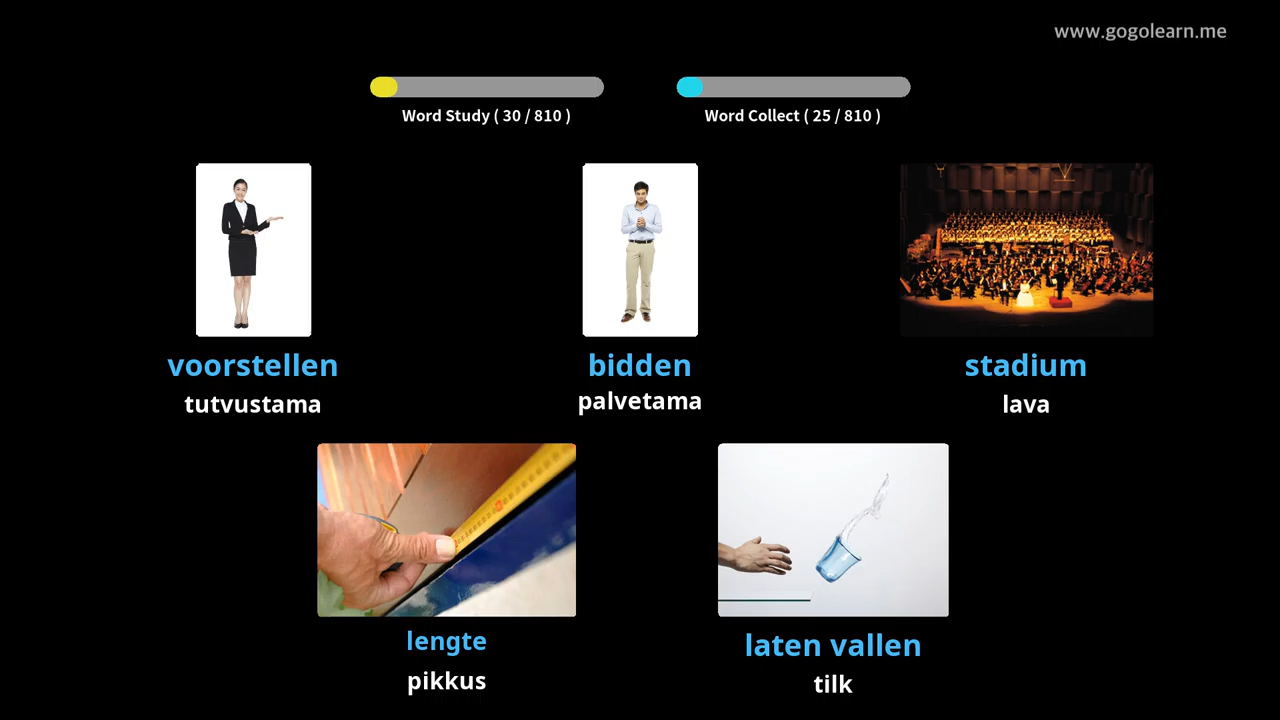 www.gogolearn.me
Word Study ( 30 / 810 )
Word Collect ( 25 / 810 )
voorstellen
tutvustama
bidden
palvetama
stadium
lava
lengte
pikkus
laten vallen
tilk